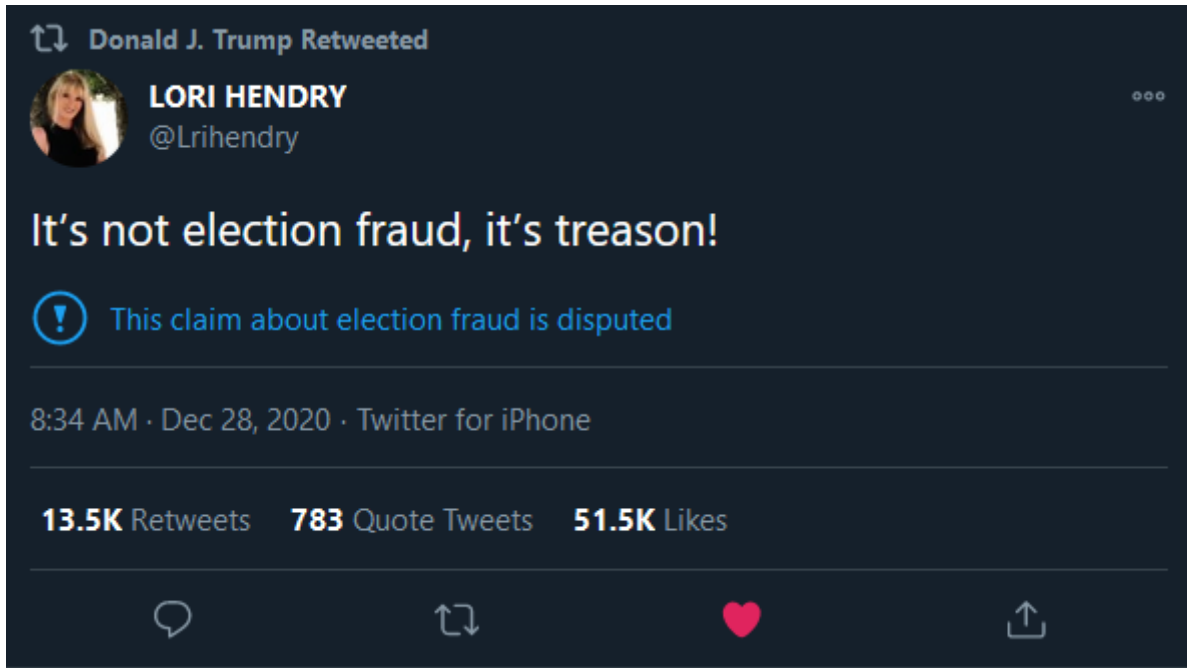 Donald J. Trump Retweeted
LORI HENDRY
@Lrihendry
It’s not election fraud, it’s treason!
This claim about election fraud is disputed
8:34 AM · Dec 28, 2020 · Twitter for iPhone
13.5K Retweets 783 Quote Tweets 51.5K Likes